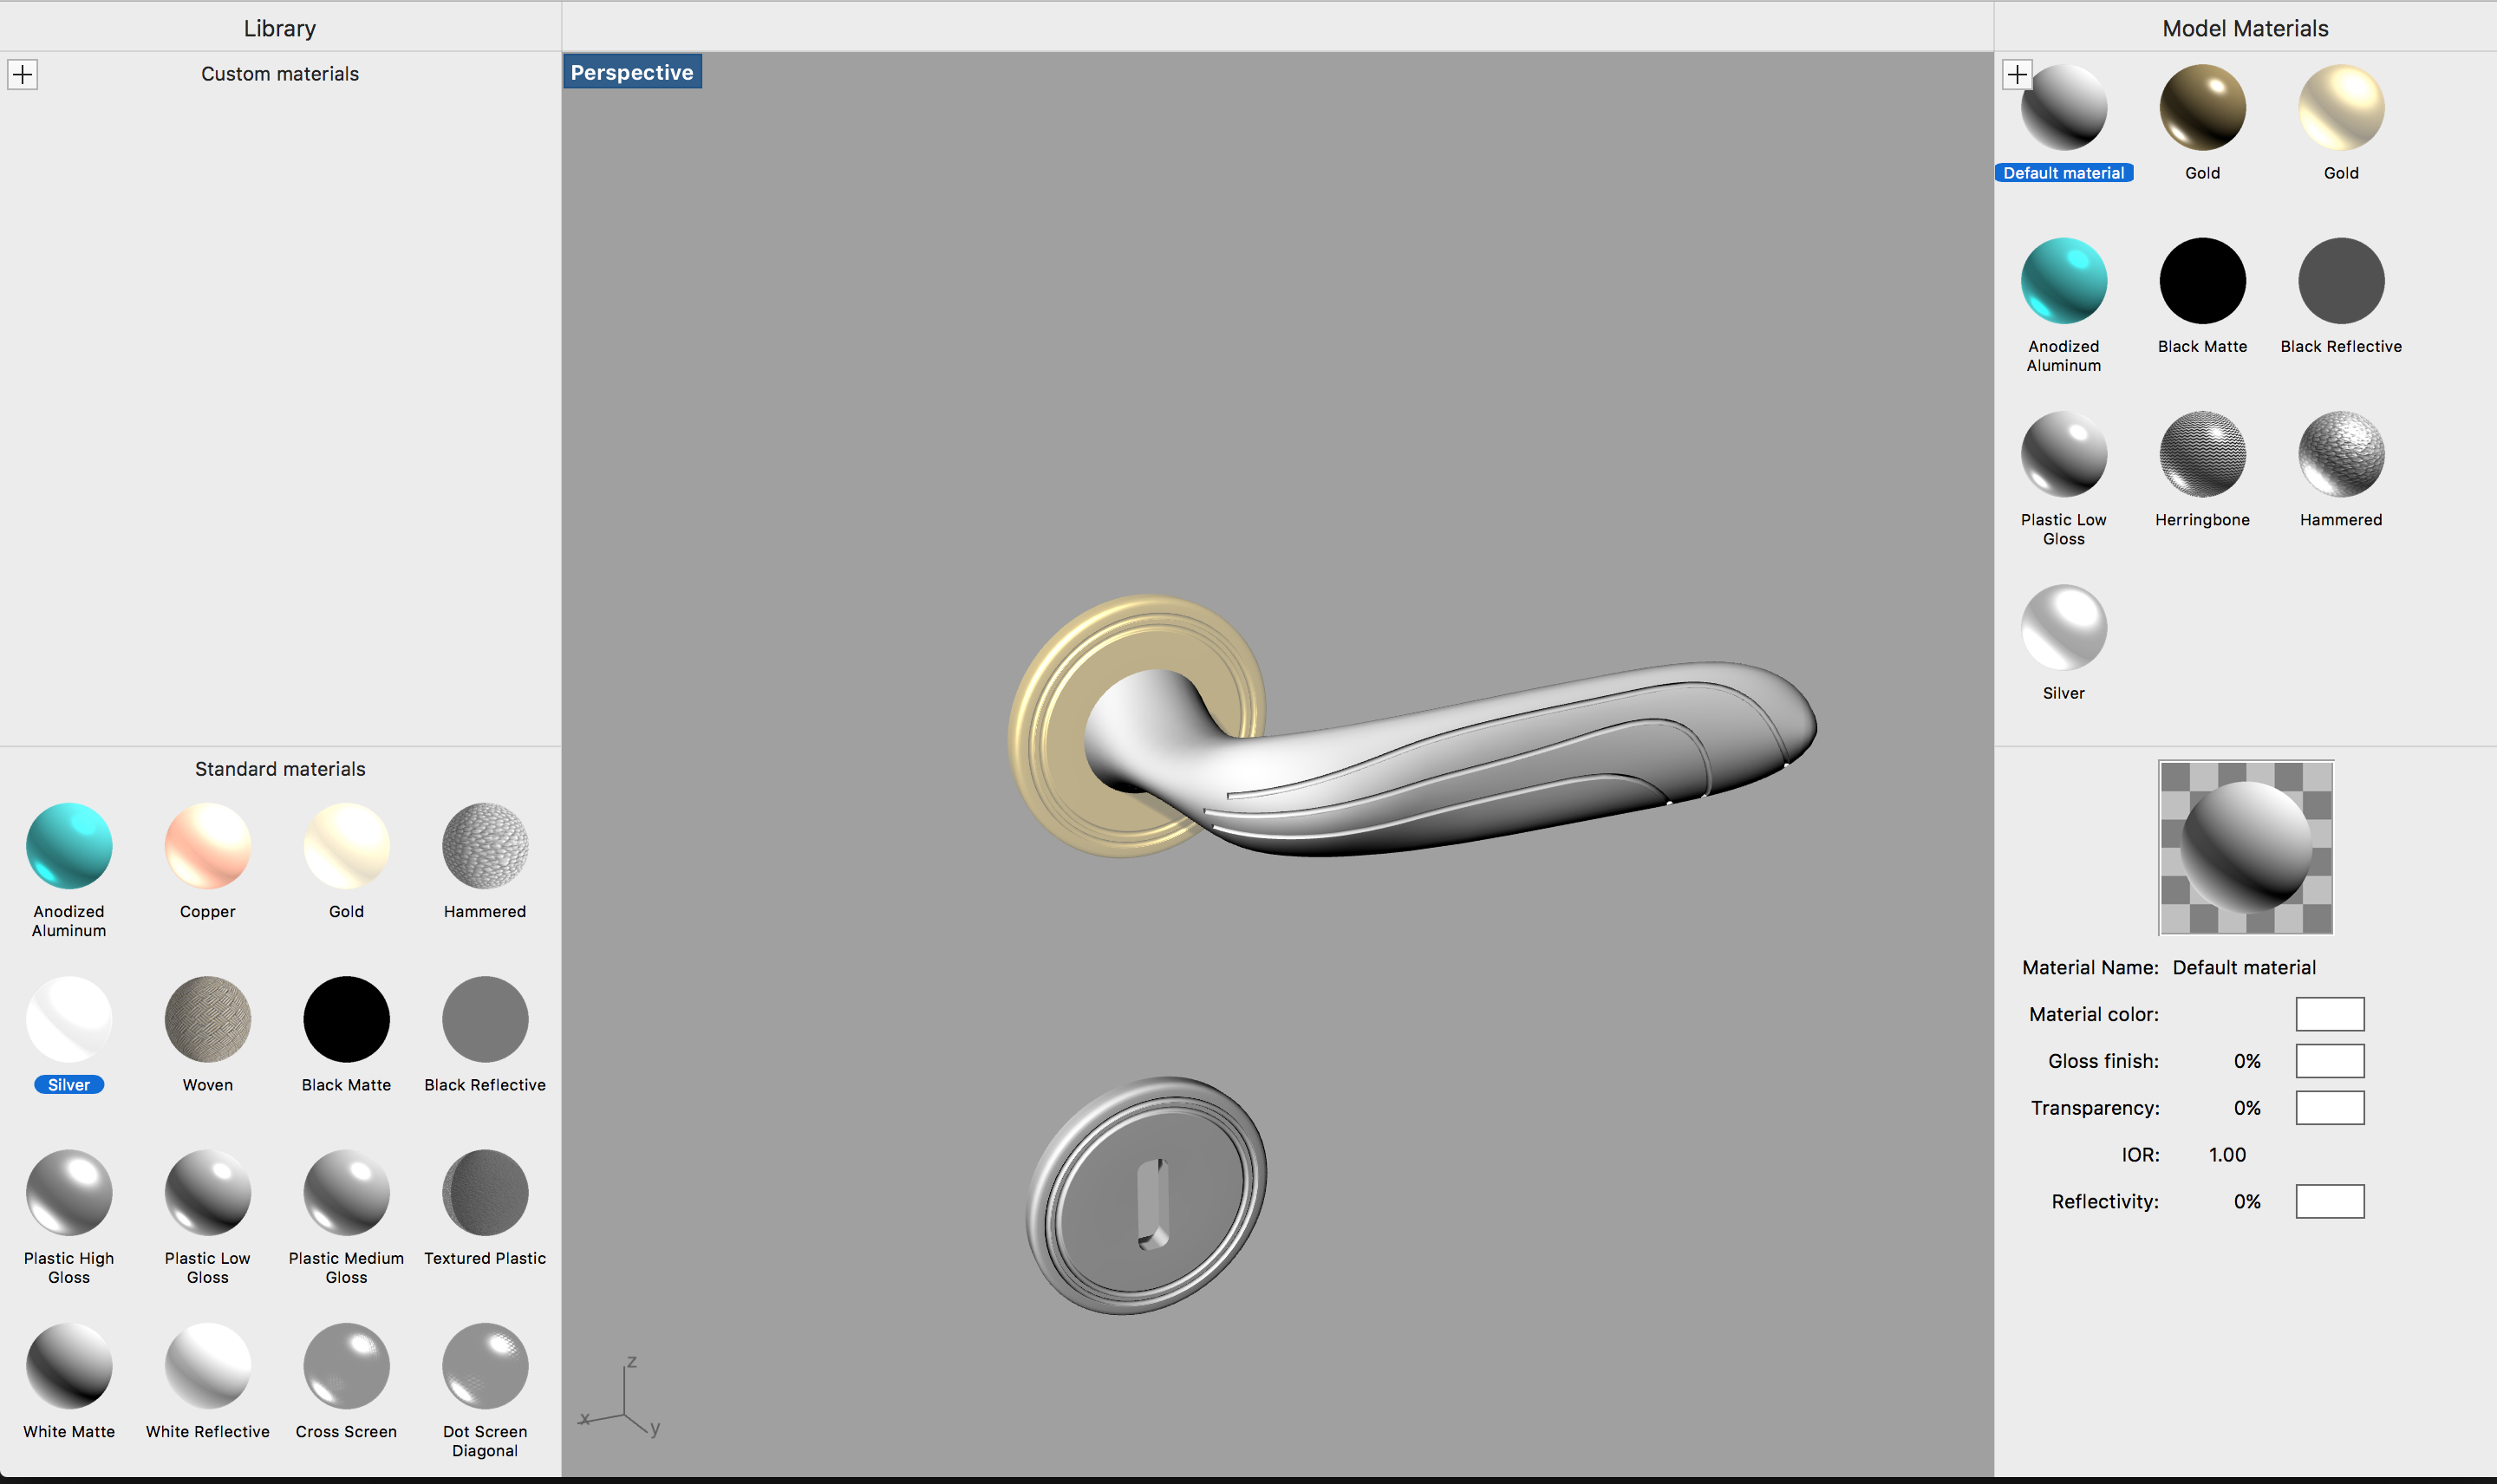 Library
Model Materials
Custom materials
Perspective
Default material
Gold
Gold
Anodized
Aluminum
Black Matte
Black Reflective
Plastic Low
Gloss
Herringbone
Hammered
Silver
Standard materials
Anodized
Aluminum
Copper
Gold
Hammered
Silver
Woven
Black Matte
Black Reflective
Plastic High
Gloss
Plastic Low
Gloss
Plastic Medium
Gloss
Textured Plastic
White Matte
White Reflective
Cross Screen
Dot Screen
Diagonal
z
x
y
Material Name: Default material
Material color:
Gloss finish: 0%
Transparency: 0%
IOR: 1.00
Reflectivity: 0%